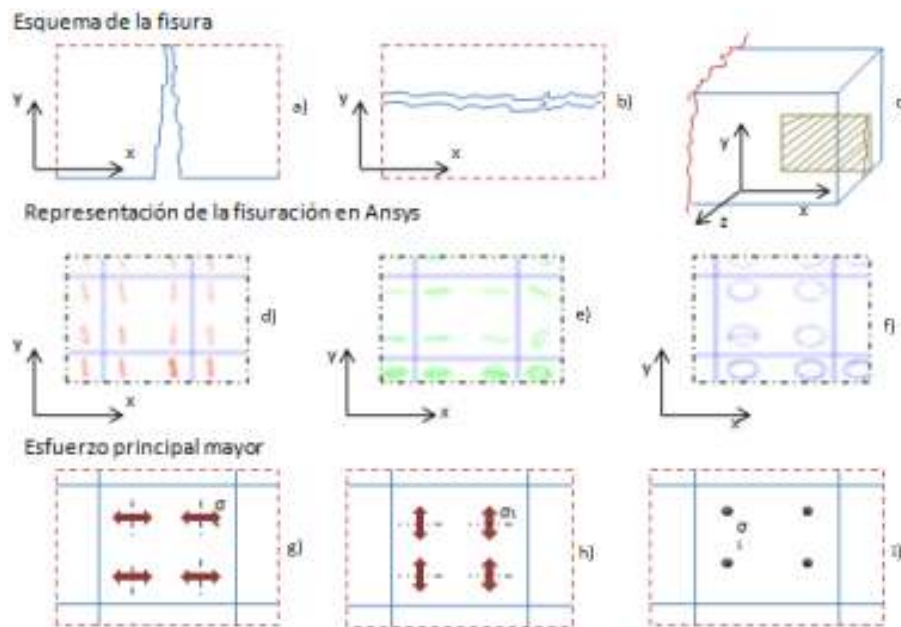 Esquema de la fisura
y
x
a)
y
x
b)
y
x
z
Representación de la fisuración en Ansys
y
x
d)
y
x
e)
y
x
f)
Esfuerzo principal mayor
σ
g)
σ1
h)
σ
i)